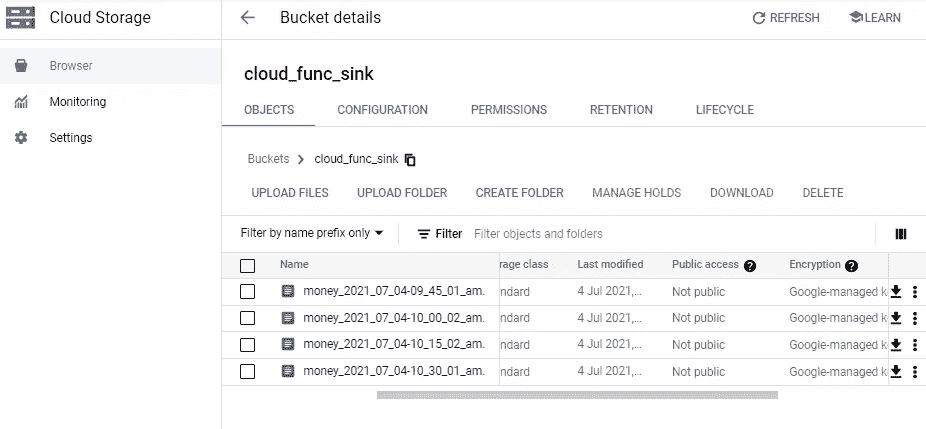 Cloud Storage
Bucket details
REFRESH
LEARN
Browser
Monitoring
Settings
cloud_func_sink
OBJECTS CONFIGURATION PERMISSIONS RETENTION LIFECYCLE
Buckets > cloud_func_sink
UPLOAD FILES UPLOAD FOLDER CREATE FOLDER MANAGE HOLDS DOWNLOAD DELETE
Filter by name prefix only Filter Filter objects and folders
Name rage class Last modified Public access ? Encryption ?
money_2021_07_04-09_45_01_am. ndard 4 Jul 2021,... Not public Google-managed k
money_2021_07_04-10_00_02_am. ndard 4 Jul 2021,... Not public Google-managed k
money_2021_07_04-10_15_02_am. ndard 4 Jul 2021,... Not public Google-managed k
money_2021_07_04-10_30_01_am. ndard 4 Jul 2021,... Not public Google-managed k